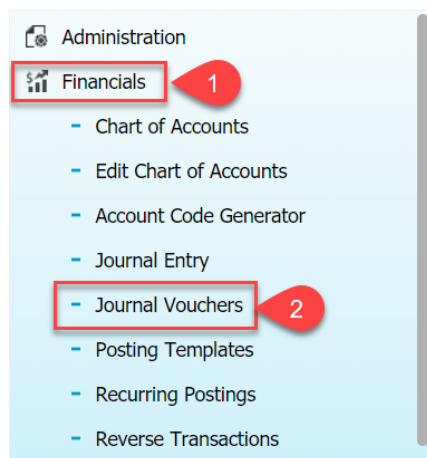 Administration
Financials 1
- Chart of Accounts
- Edit Chart of Accounts
- Account Code Generator
- Journal Entry
- Journal Vouchers 2
- Posting Templates
- Recurring Postings
- Reverse Transactions